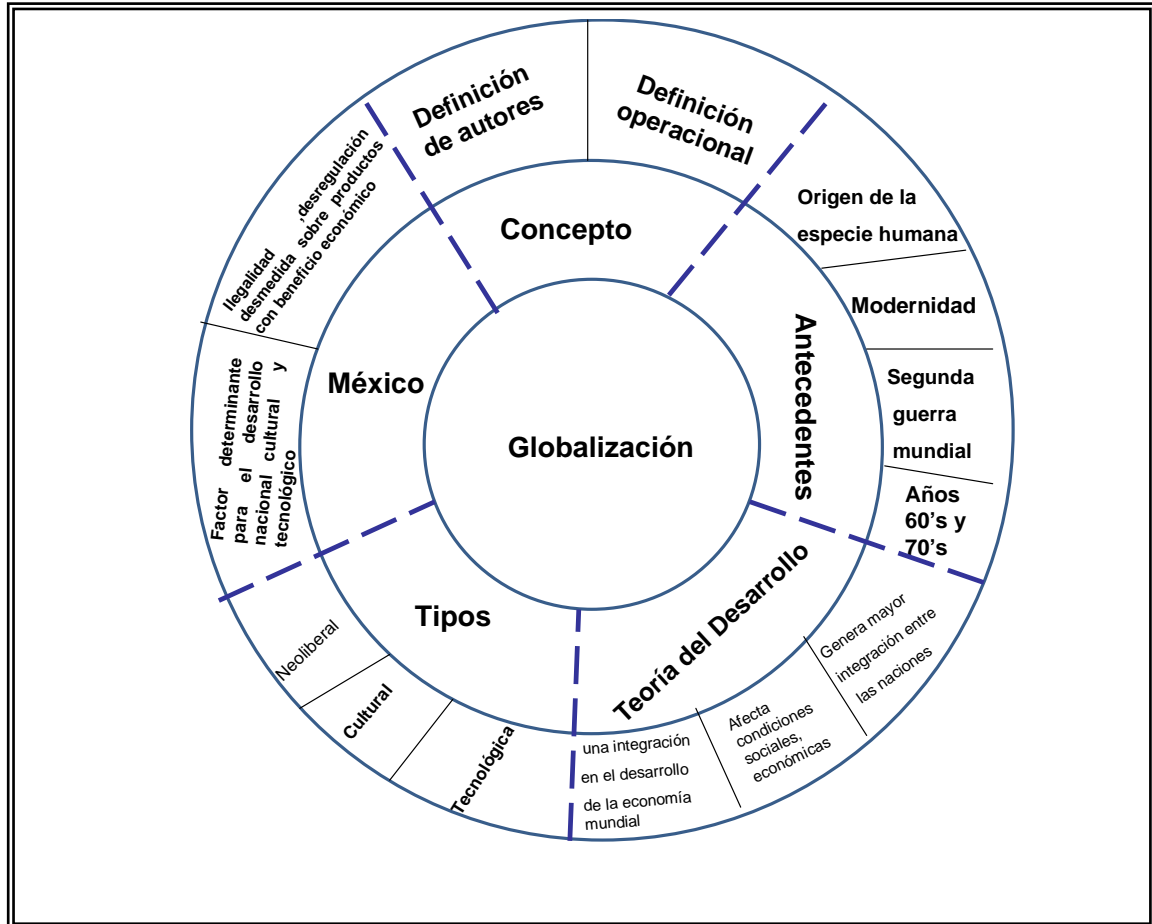 Definición
de autores
Definición
operacional
Origen de la
especie humana
Modernidad
Segunda
guerra
mundial
Años
60's y
70's
Genera mayor
integración entre
las naciones
Afecta
condiciones
sociales,
económicas
una integración
en el desarrollo
de la economía
mundial
Tecnológica
Cultural
Neoliberal
Factor determinante
para el desarrollo
nacional cultural y
tecnológico
Ilegalidad ,desregulación
desmedida sobre productos
con beneficio económico
Concepto
Antecedentes
Teoría del Desarrollo
Tipos
México
Globalización